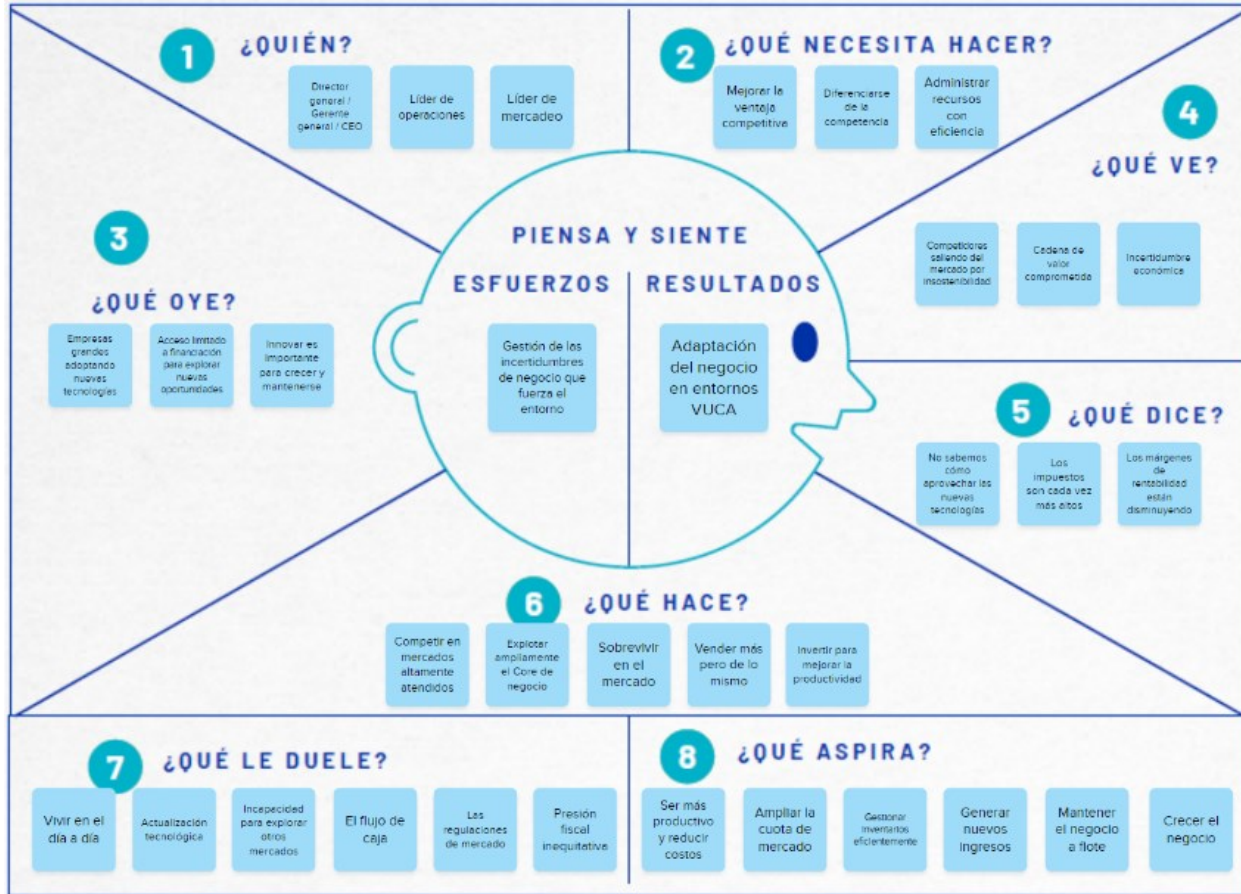 1
¿QUIÉN?
Director
general /
Gerente
general / CEO
Líder de
operaciones
Líder de
mercadeo
2
¿QUÉ NECESITA HACER?
Mejorar la
ventaja
competitiva
Diferenciarse
de la
competencia
Administrar
recursos
con
eficiencia
3
¿QUÉ OYE?
Empresas
grandes
adoptando
nuevas
tecnologías
Acceso limitado
a financiación
para explorar
nuevas
oportunidades
Innovar es
importante
para crecer y
mantenerse
PIENSA Y SIENTE
ESFUERZOS
Gestión de las
incertidumbres
de negocio que
fuerza el
entorno
RESULTADOS
Adaptación
del negocio
en entornos
VUCA
4
¿QUÉ VE?
Competidores
saliendo del
mercado por
insostenibilidad
Cadena de
valor
comprometida
Incertidumbre
económica
5
¿QUÉ DICE?
No sabemos
cómo
aprovechar las
nuevas
tecnologías
Los
impuestos
son cada vez
más altos
Los márgenes
de
rentabilidad
están
disminuyendo
6
¿QUÉ HACE?
Competir en
mercados
altamente
atendidos
Explotar
ampliamente
el Core de
negocio
Sobrevivir
en el
mercado
Vender más
pero de lo
mismo
Invertir para
mejorar la
productividad
7
¿QUÉ LE DUELE?
Vivir en el
día a día
Actualización
tecnológica
Incapacidad
para explorar
otros
mercados
El flujo de
caja
Las
regulaciones
de mercado
Presión
fiscal
inequitativa
8
¿QUÉ ASPIRA?
Ser más
productivo
y reducir
costos
Ampliar la
cuota de
mercado
Gestionar
inventarios
eficientemente
Generar
nuevos
ingresos
Mantener
el negocio
a flote
Crecer el
negocio